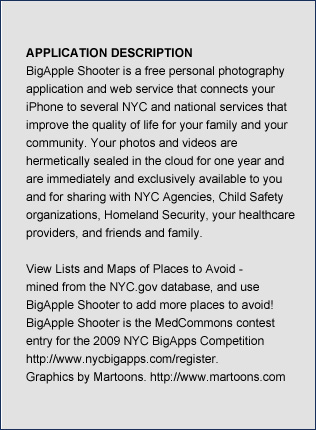 APPLICATION DESCRIPTION
BigApple Shooter is a free personal photography
application and web service that connects your
iPhone to several NYC and national services that
improve the quality of life for your family and your
community. Your photos and videos are
hermetically sealed in the cloud for one year and
are immediately and exclusively available to you
and for sharing with NYC Agencies, Child Safety
organizations, Homeland Security, your healthcare
providers, and friends and family.
View Lists and Maps of Places to Avoid -
mined from the NYC.gov database, and use
BigApple Shooter to add more places to avoid!
BigApple Shooter is the MedCommons contest
entry for the 2009 NYC BigApps Competition
http://www.nycbigapps.com/register.
Graphics by Martoons. http://www.martoons.com